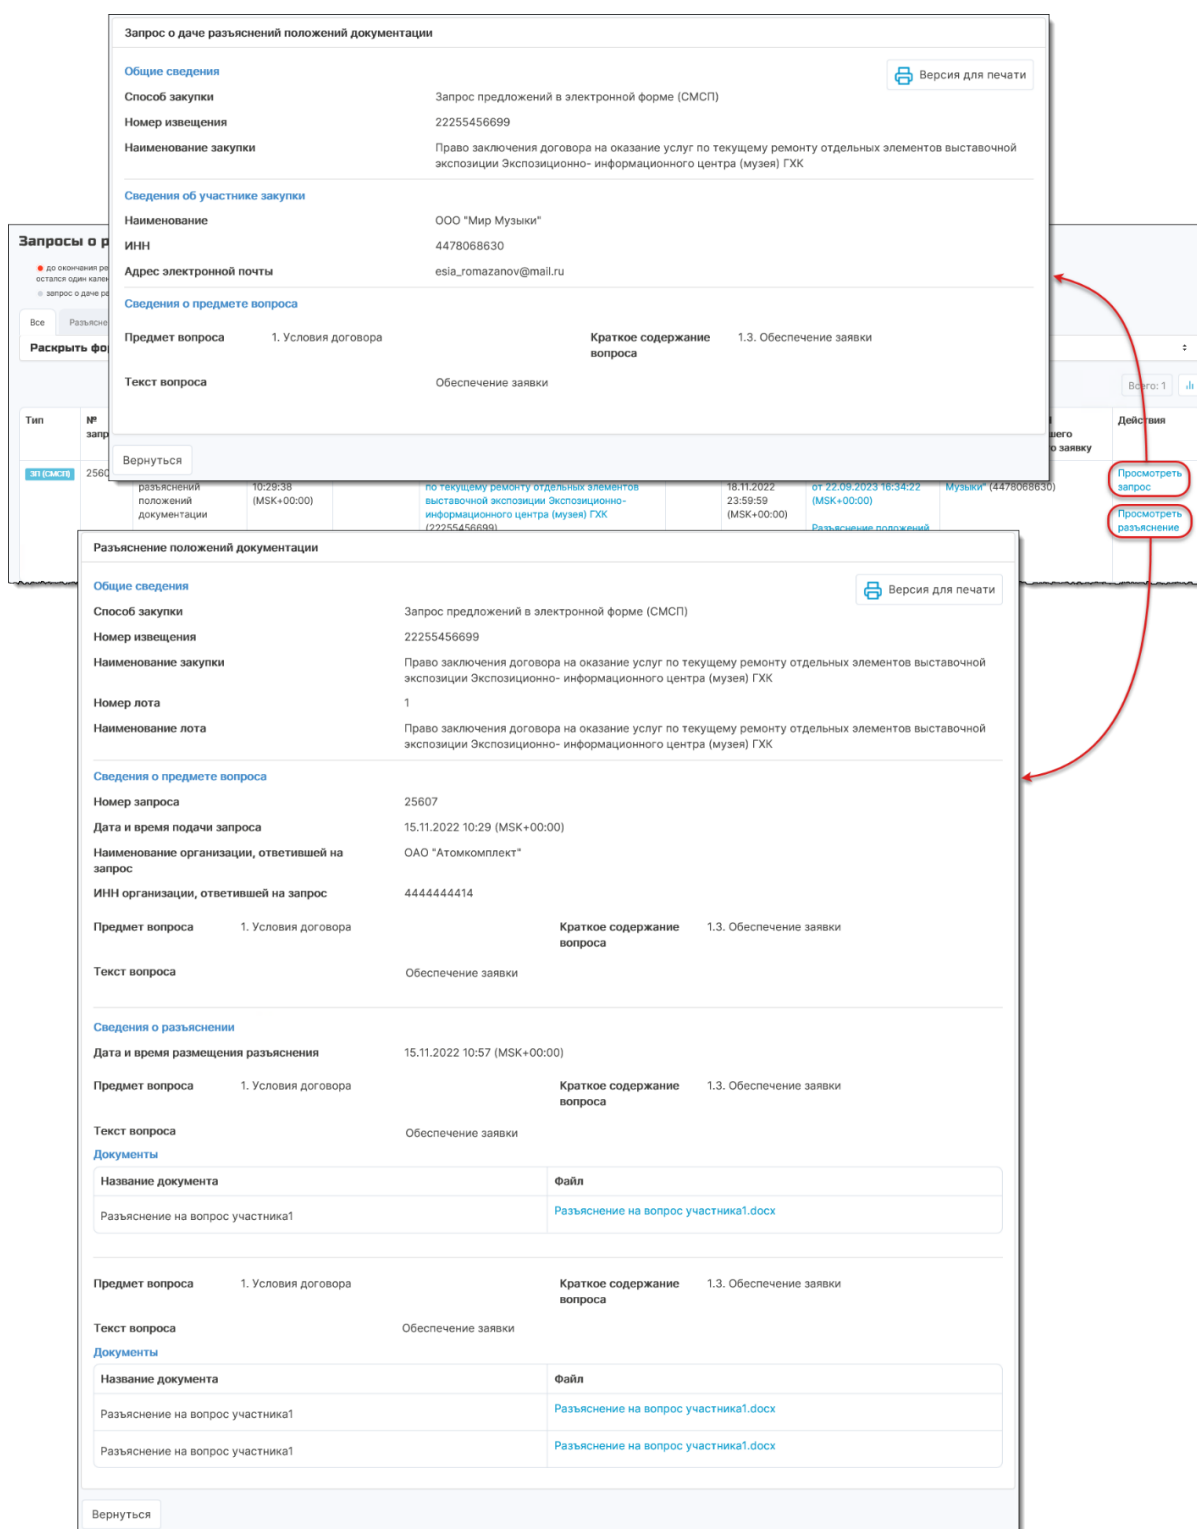 Запрос о даче разъяснений положений документации
Общие сведения
Версия для печати
Способ закупки Запрос предложений в электронной форме (СМСП)
Номер извещения 22255456699
Наименование закупки Право заключения договора на оказание услуг по текущему ремонту отдельных элементов выставочной
экспозиции Экспозиционно- информационного центра (музея) ГХК
Сведения об участнике закупки
Наименование ООО "Мир Музыки"
ИНН 4478068630
Адрес электронной почты esia_romazanov@mail.ru
Сведения о предмете вопроса
Предмет вопроса 1. Условия договора Краткое содержание 1.3. Обеспечение заявки
вопроса
Текст вопроса Обеспечение заявки
Вернуться
Запросы о р
до окончания ре
остался один кален
запрос о даче ра
Все Разъясне
Раскрыть фо
Всего: 1
Тип № Действия
запр шего
о заявку
ЗП (СМСП) 2560 Просмотреть
разъяснений 10:29:38 по текущему ремонту отдельных элементов 18.11.2022 от 22.09.2023 16:34:22 Музыки" (4478068630) запрос
положений (MSK+00:00) выставочной экспозиции Экспозиционно- 23:59:59 (MSK+00:00)
документации информационного центра (музея) ГХК (MSK+00:00) Просмотреть
(22255456699) Разъяснение положений разъяснение
Разъяснение положений документации
Общие сведения
Версия для печати
Способ закупки Запрос предложений в электронной форме (СМСП)
Номер извещения 22255456699
Наименование закупки Право заключения договора на оказание услуг по текущему ремонту отдельных элементов выставочной
экспозиции Экспозиционно- информационного центра (музея) ГХК
Номер лота 1
Наименование лота Право заключения договора на оказание услуг по текущему ремонту отдельных элементов выставочной
экспозиции Экспозиционно- информационного центра (музея) ГХК
Сведения о предмете вопроса
Номер запроса 25607
Дата и время подачи запроса 15.11.2022 10:29 (MSK+00:00)
Наименование организации, ответившей на ОАО "Атомкомплект"
запрос
ИНН организации, ответившей на запрос 4444444414
Предмет вопроса 1. Условия договора Краткое содержание 1.3. Обеспечение заявки
вопроса
Текст вопроса Обеспечение заявки
Сведения о разъяснении
Дата и время размещения разъяснения 15.11.2022 10:57 (MSK+00:00)
Предмет вопроса 1. Условия договора Краткое содержание 1.3. Обеспечение заявки
вопроса
Текст вопроса Обеспечение заявки
Документы
Название документа Файл
Разъяснение на вопрос участника1 Разъяснение на вопрос участника1.docx
Предмет вопроса 1. Условия договора Краткое содержание 1.3. Обеспечение заявки
вопроса
Текст вопроса Обеспечение заявки
Документы
Название документа Файл
Разъяснение на вопрос участника1 Разъяснение на вопрос участника1.docx
Разъяснение на вопрос участника1 Разъяснение на вопрос участника1.docx
Вернуться